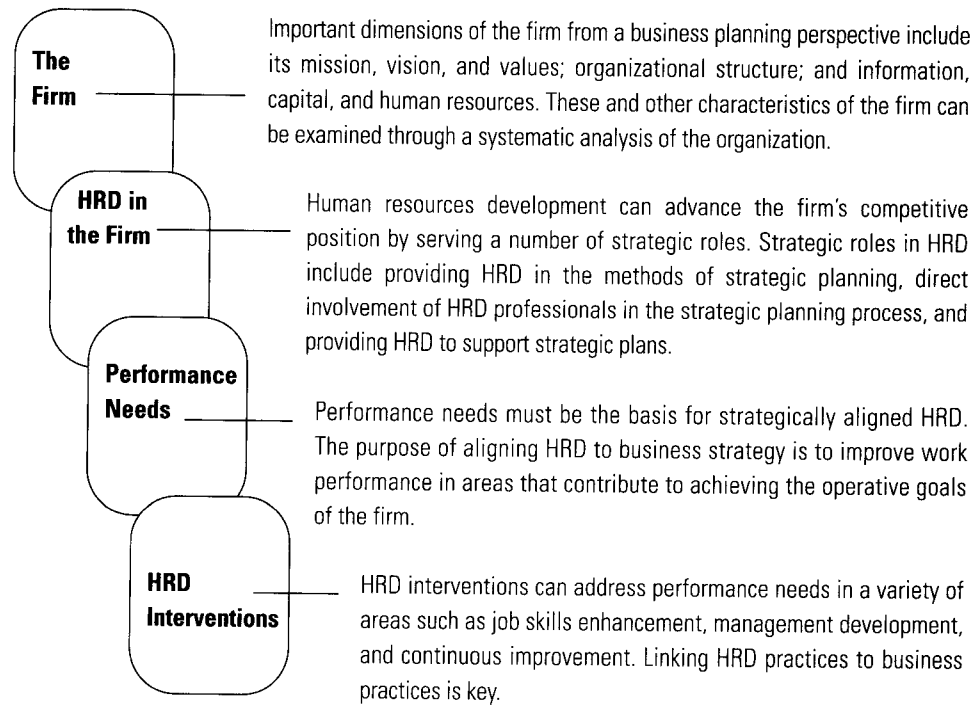 The
Firm
Important dimensions of the firm from a business planning perspective include
its mission, vision, and values; organizational structure; and information,
capital, and human resources. These and other characteristics of the firm can
be examined through a systematic analysis of the organization.
HRD in
the Firm
Human resources development can advance the firm's competitive
position by serving a number of strategic roles. Strategic roles in HRD
include providing HRD in the methods of strategic planning, direct
involvement of HRD professionals in the strategic planning process, and
providing HRD to support strategic plans.
Performance
Needs
Performance needs must be the basis for strategically aligned HRD.
The purpose of aligning HRD to business strategy is to improve work
performance in areas that contribute to achieving the operative goals
of the firm.
HRD
Interventions
HRD interventions can address performance needs in a variety of
areas such as job skills enhancement, management development,
and continuous improvement. Linking HRD practices to business
practices is key.